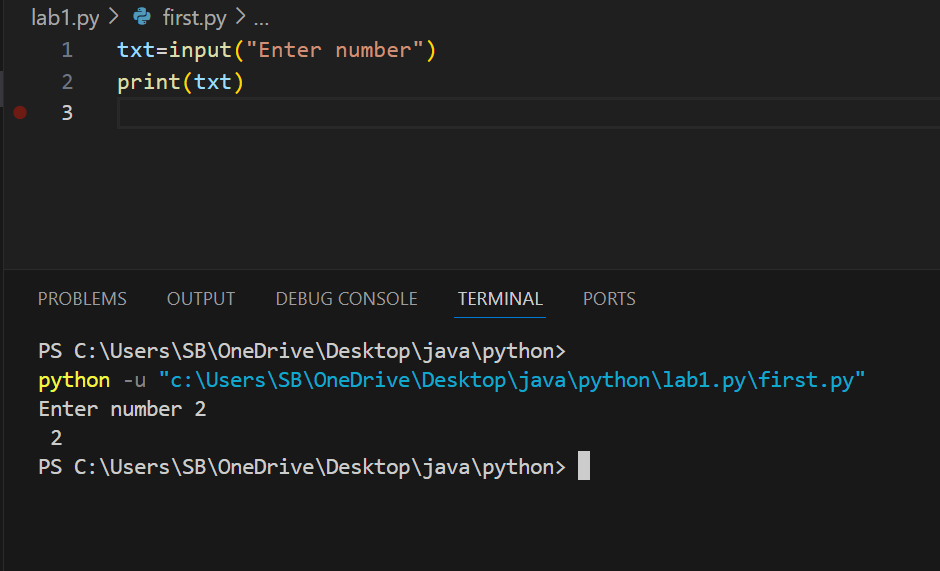 lab1.py > first.py > ...
1 txt=input("Enter number")
2 print(txt)
3
PROBLEMS OUTPUT DEBUG CONSOLE TERMINAL PORTS
PS C:\Users\SB\OneDrive\Desktop\java\python>
python -u "c:\Users\SB\OneDrive\Desktop\java\python\lab1.py\first.py"
Enter number 2
 2
PS C:\Users\SB\OneDrive\Desktop\java\python>